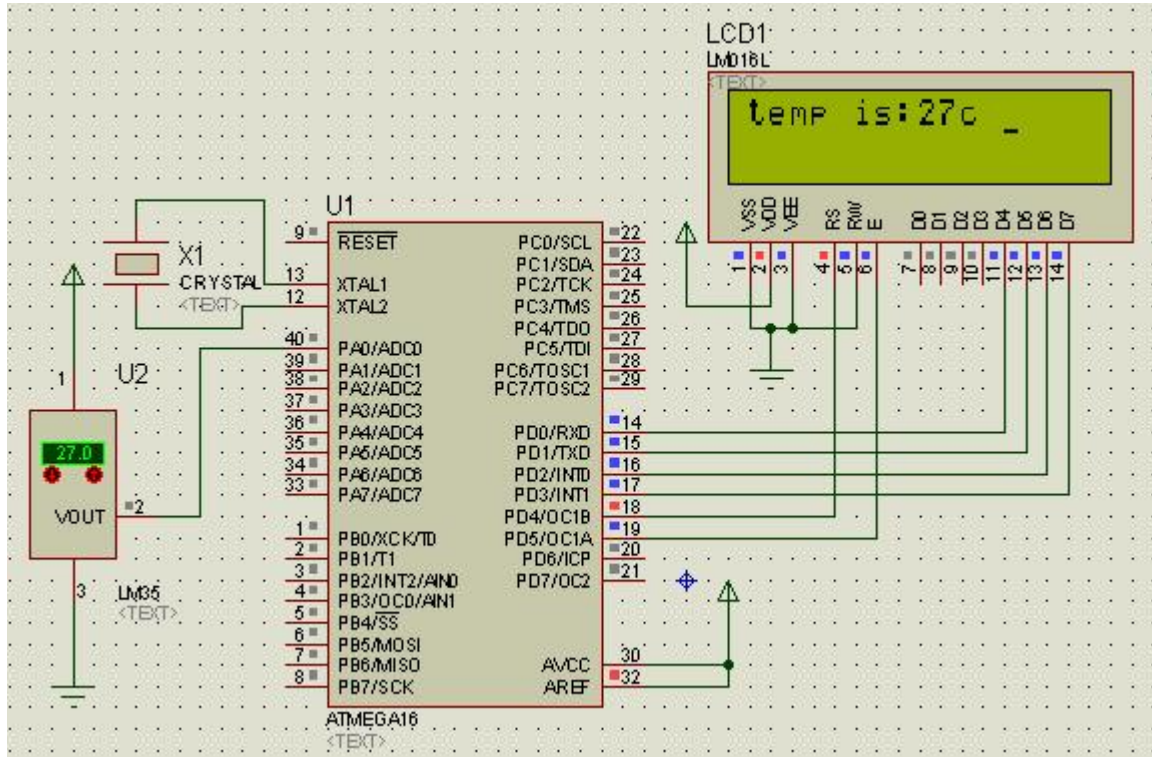 LCD1
LM016L
<TEXT>
temp is:27c _
VSS
VDD
VEE
RS
RW
E
D0
D1
D2
D3
D4
D5
D6
D7
1
2
3
4
5
6
7
8
9
10
11
12
13
14
X1
CRYSTAL
<TEXT>
U2
1
27.0
VOUT
2
3
LM35
<TEXT>
U1
9 RESET
13 XTAL1
12 XTAL2
40 PA0/ADC0
39 PA1/ADC1
38 PA2/ADC2
37 PA3/ADC3
36 PA4/ADC4
35 PA5/ADC5
34 PA6/ADC6
33 PA7/ADC7
1 PB0/XCK/T0
2 PB1/T1
3 PB2/INT2/AIN0
4 PB3/OC0/AIN1
5 PB4/SS
6 PB5/MOSI
7 PB6/MISO
8 PB7/SCK
PC0/SCL 22
PC1/SDA 23
PC2/TCK 24
PC3/TMS 25
PC4/TDO 26
PC5/TDI 27
PC6/TOSC1 28
PC7/TOSC2 29
PD0/RXD 14
PD1/TXD 15
PD2/INT0 16
PD3/INT1 17
PD4/OC1B 18
PD5/OC1A 19
PD6/ICP 20
PD7/OC2 21
AVCC 30
AREF 32
ATMEGA16
<TEXT>